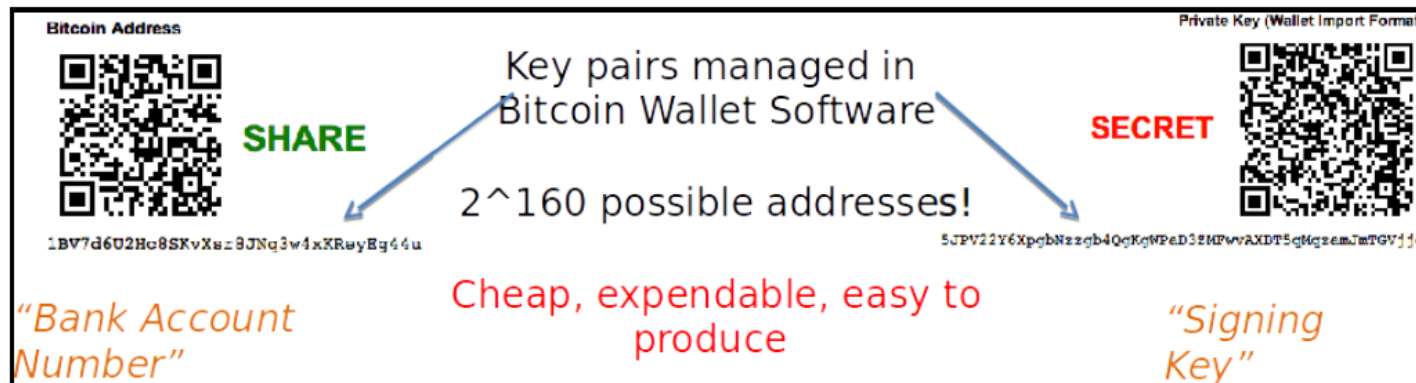 Bitcoin Address
Private Key (Wallet Import
Key pairs managed in
Bitcoin Wallet Software
SHARE
SECRET
2^160 possible addresses!
Cheap, expendable, easy to
produce
"Bank Account
Number"
"Signing
Key"